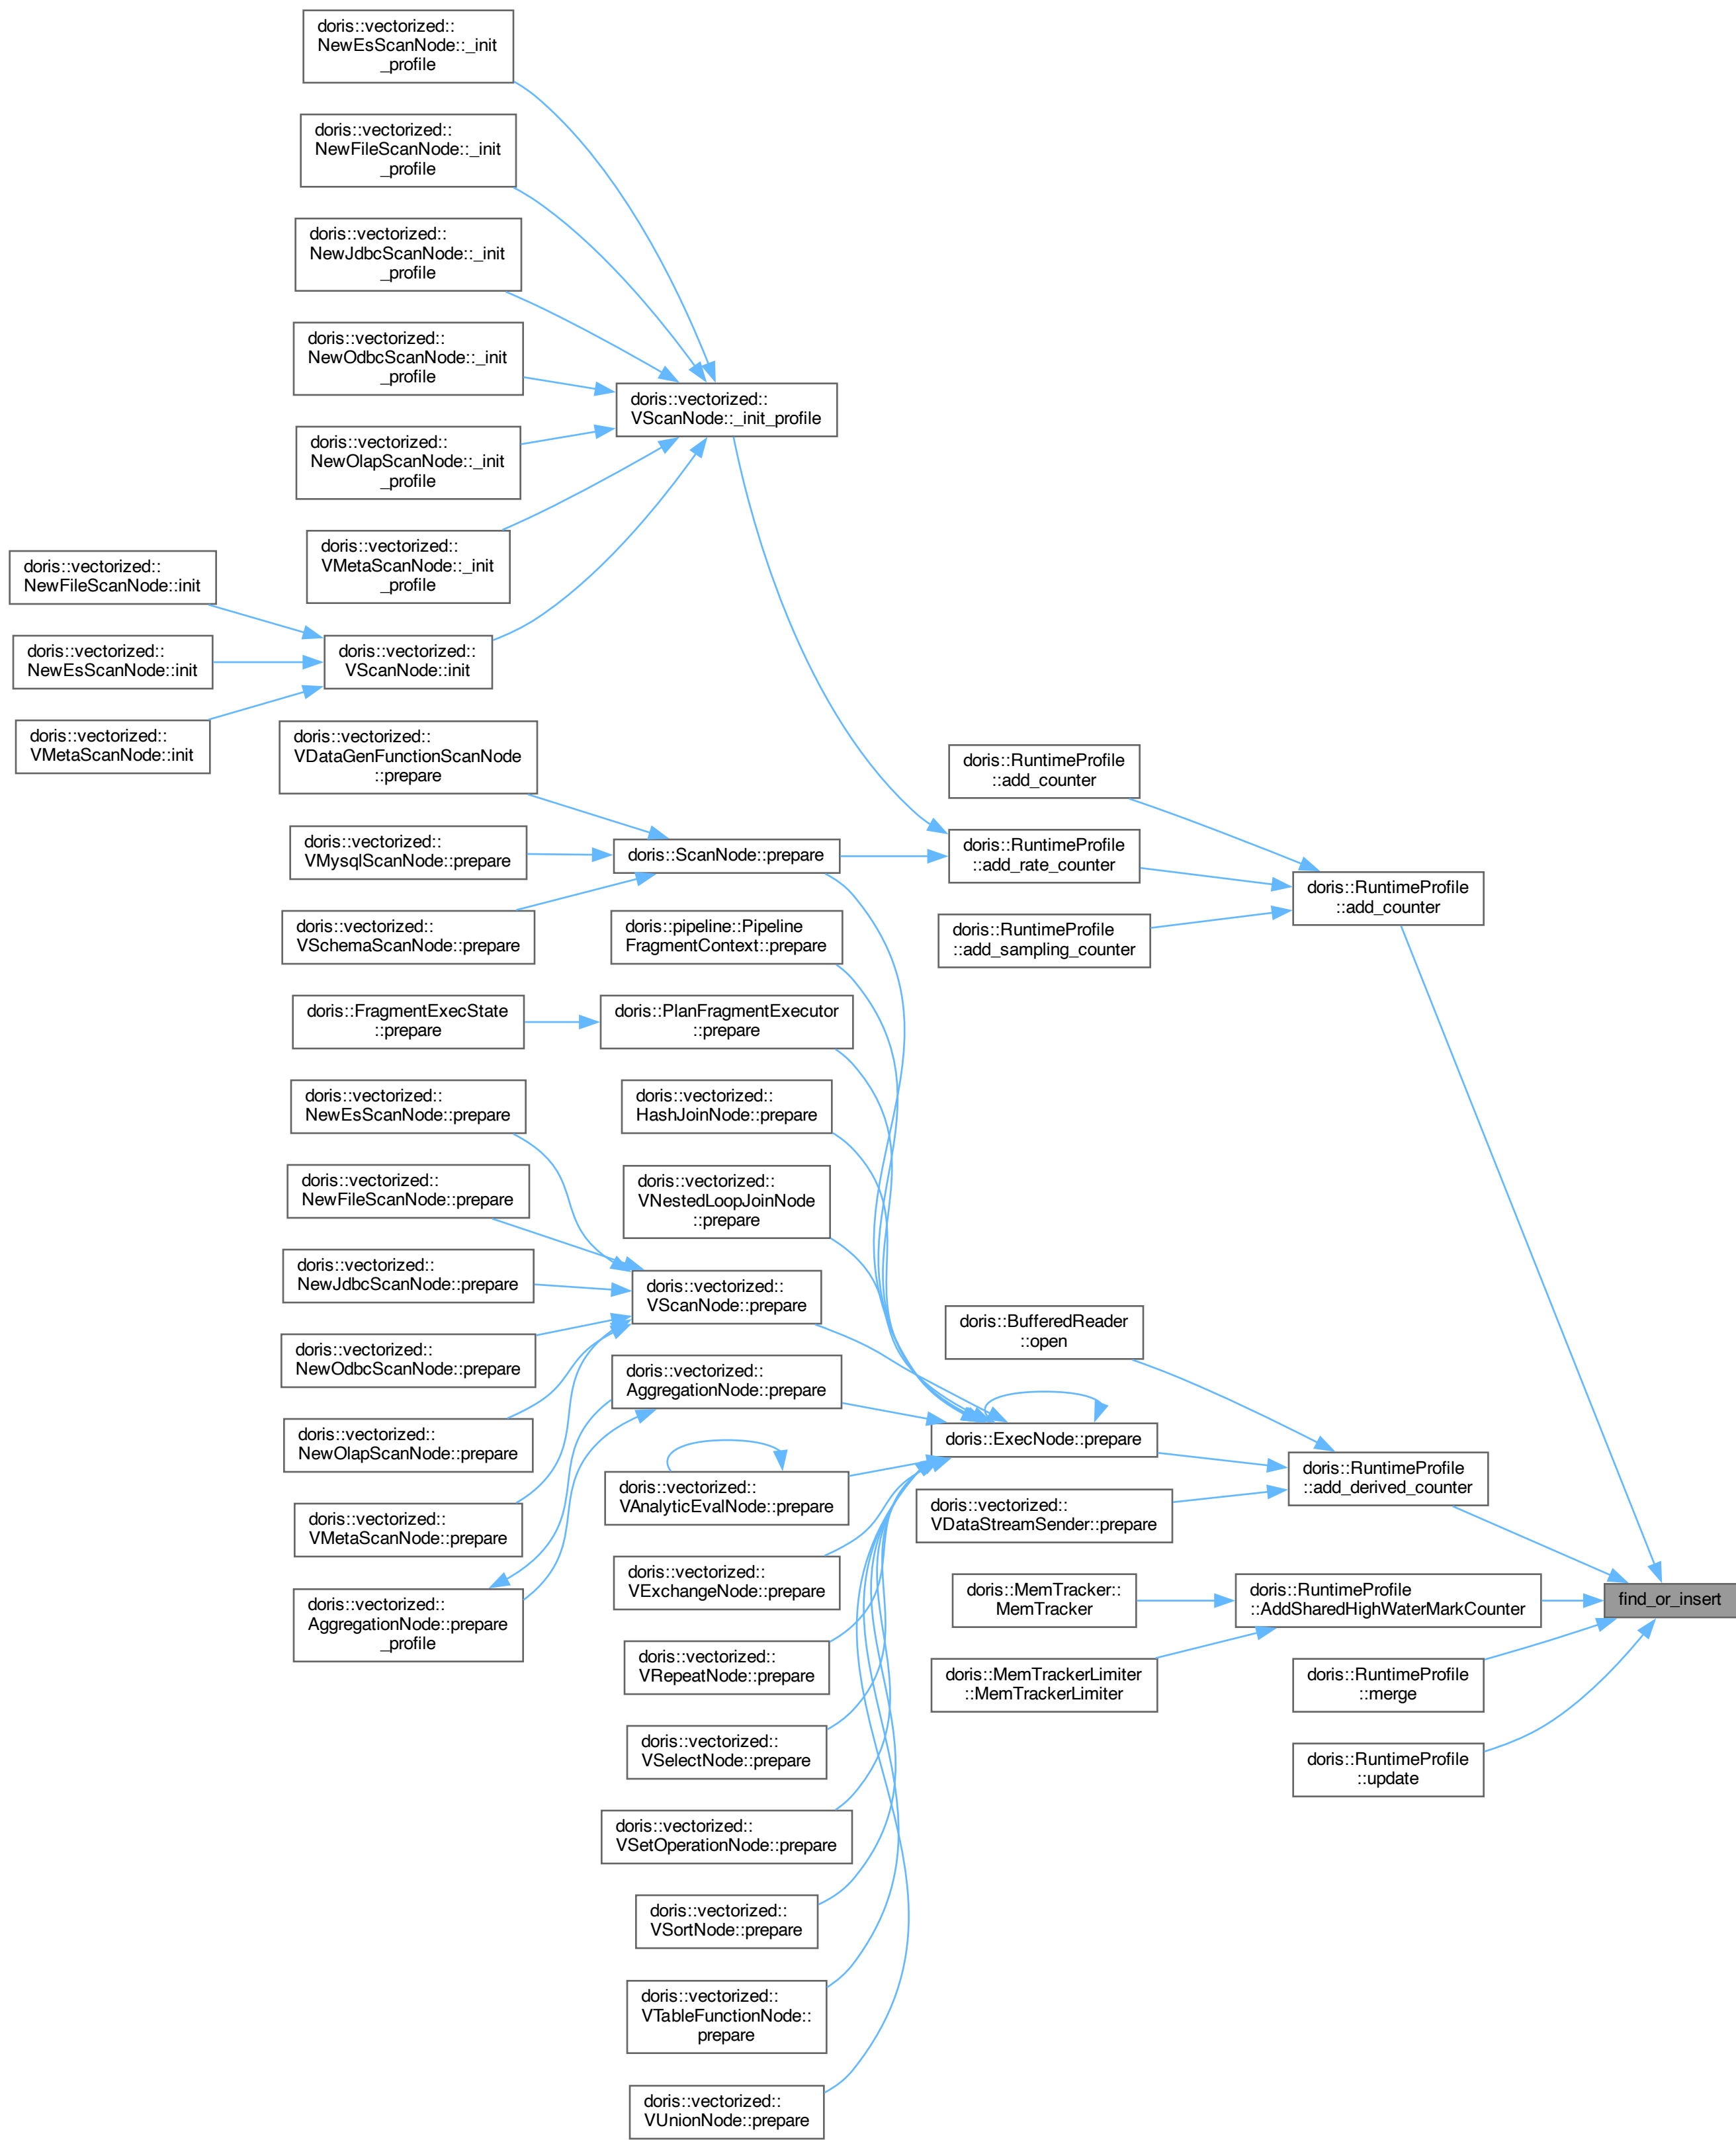 doris::vectorized::
NewEsScanNode::_init
_profile
doris::vectorized::
NewFileScanNode::_init
_profile
doris::vectorized::
NewJdbcScanNode::_init
_profile
doris::vectorized::
NewOdbcScanNode::_init
_profile
doris::vectorized::
NewOlapScanNode::_init
_profile
doris::vectorized::
VMetaScanNode::_init
_profile
doris::vectorized::
VScanNode::_init_profile
doris::vectorized::
NewFileScanNode::init
doris::vectorized::
NewEsScanNode::init
doris::vectorized::
VMetaScanNode::init
doris::vectorized::
VScanNode::init
doris::vectorized::
VDataGenFunctionScanNode
::prepare
doris::vectorized::
VMysqlScanNode::prepare
doris::vectorized::
VSchemaScanNode::prepare
doris::ScanNode::prepare
doris::pipeline::Pipeline
FragmentContext::prepare
doris::FragmentExecState
::prepare
doris::PlanFragmentExecutor
::prepare
doris::vectorized::
HashJoinNode::prepare
doris::vectorized::
VNestedLoopJoinNode
::prepare
doris::vectorized::
NewEsScanNode::prepare
doris::vectorized::
NewFileScanNode::prepare
doris::vectorized::
NewJdbcScanNode::prepare
doris::vectorized::
NewOdbcScanNode::prepare
doris::vectorized::
NewOlapScanNode::prepare
doris::vectorized::
VMetaScanNode::prepare
doris::vectorized::
AggregationNode::prepare
_profile
doris::vectorized::
VScanNode::prepare
doris::vectorized::
AggregationNode::prepare
doris::vectorized::
VAnalyticEvalNode::prepare
doris::vectorized::
VExchangeNode::prepare
doris::vectorized::
VRepeatNode::prepare
doris::vectorized::
VSelectNode::prepare
doris::vectorized::
VSetOperationNode::prepare
doris::vectorized::
VSortNode::prepare
doris::vectorized::
VTableFunctionNode::
prepare
doris::vectorized::
VUnionNode::prepare
doris::RuntimeProfile
::add_counter
doris::RuntimeProfile
::add_rate_counter
doris::RuntimeProfile
::add_sampling_counter
doris::RuntimeProfile
::add_counter
doris::BufferedReader
::open
doris::ExecNode::prepare
doris::vectorized::
VDataStreamSender::prepare
doris::MemTracker::
MemTracker
doris::MemTrackerLimiter
::MemTrackerLimiter
doris::RuntimeProfile
::add_derived_counter
doris::RuntimeProfile
::AddSharedHighWaterMarkCounter
doris::RuntimeProfile
::merge
doris::RuntimeProfile
::update
find_or_insert